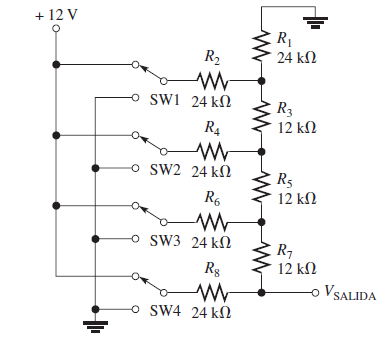 + 12 V
R1
24 kΩ
R2
SW1 24 kΩ
R3
12 kΩ
R4
SW2 24 kΩ
R5
12 kΩ
R6
SW3 24 kΩ
R7
12 kΩ
R8
VSALIDA
SW4 24 kΩ